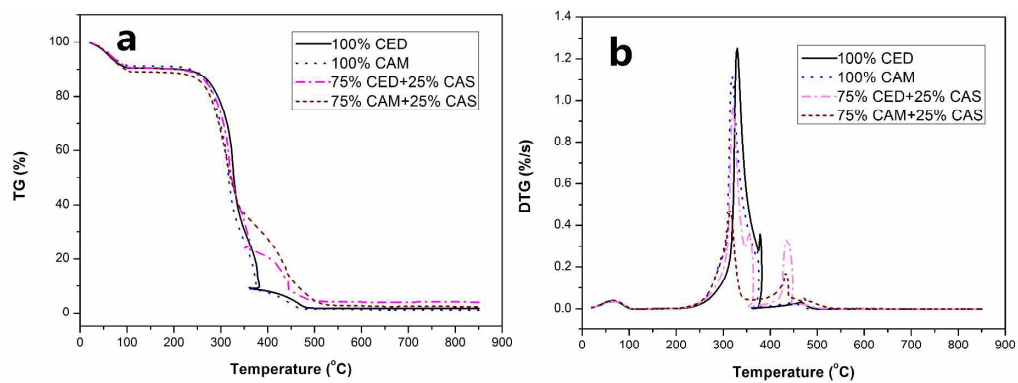 a
100% CED
100% CAM
75% CED+25% CAS
75% CAM+25% CAS
TG (%)
100
80
60
40
20
0
0 100 200 300 400 500 600 700 800 900
Temperature (°C)
b
100% CED
100% CAM
75% CED+25% CAS
75% CAM+25% CAS
DTG (%/s)
1.4
1.2
1.0
0.8
0.6
0.4
0.2
0.0
0 100 200 300 400 500 600 700 800 900
Temperature (°C)